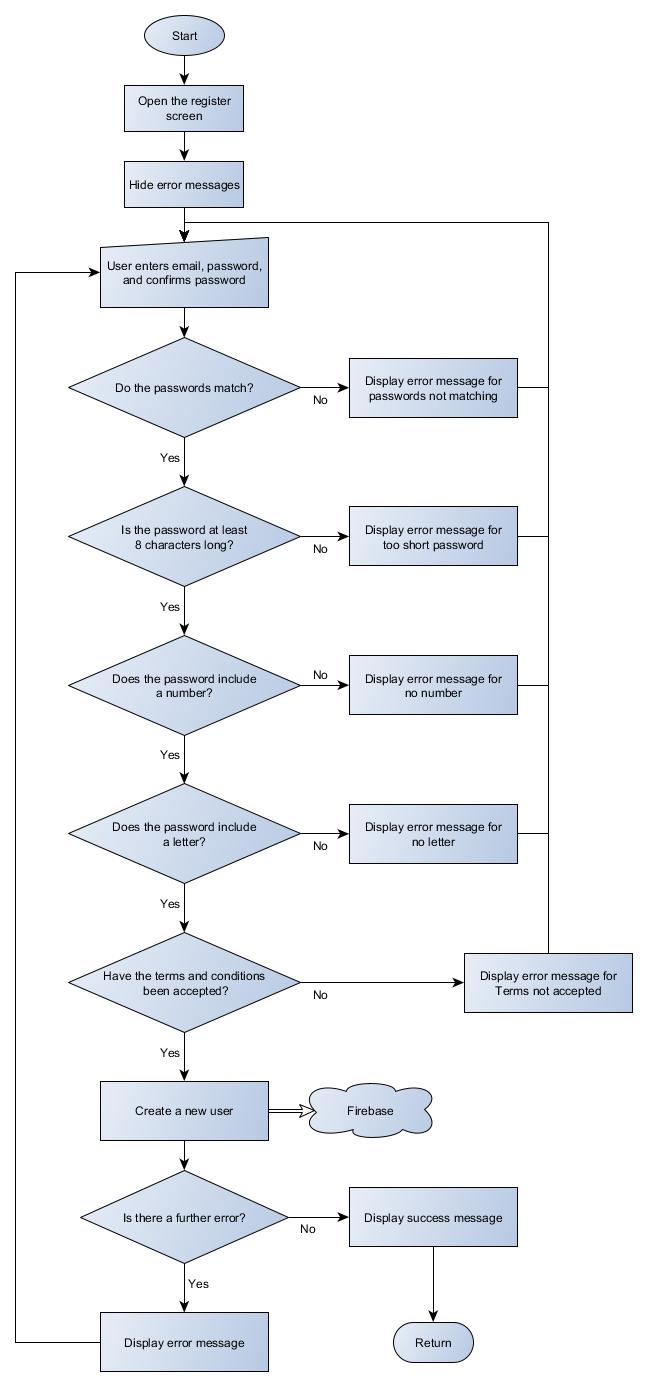 Start
Open the register
screen
Hide error messages
User enters email, password,
and confirms password
Do the passwords match?
No
Display error message for
passwords not matching
Yes
Is the password at least
8 characters long?
No
Display error message for
too short password
Yes
Does the password include
a number?
No
Display error message for
no number
Yes
Does the password include
a letter?
No
Display error message for
no letter
Yes
Have the terms and conditions
been accepted?
No
Display error message for
Terms not accepted
Yes
Create a new user
Firebase
Is there a further error?
No
Display success message
Yes
Display error message
Return